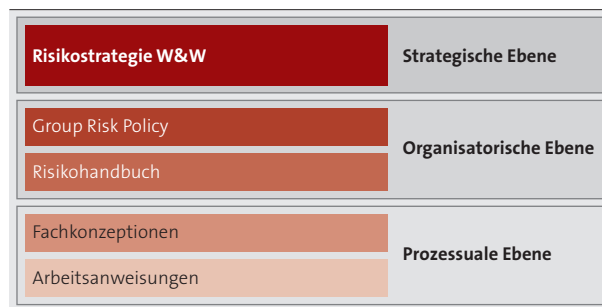 Risikostrategie W&W
Strategische Ebene
Group Risk Policy
Risikohandbuch
Organisatorische Ebene
Fachkonzeptionen
Arbeitsanweisungen
Prozessuale Ebene